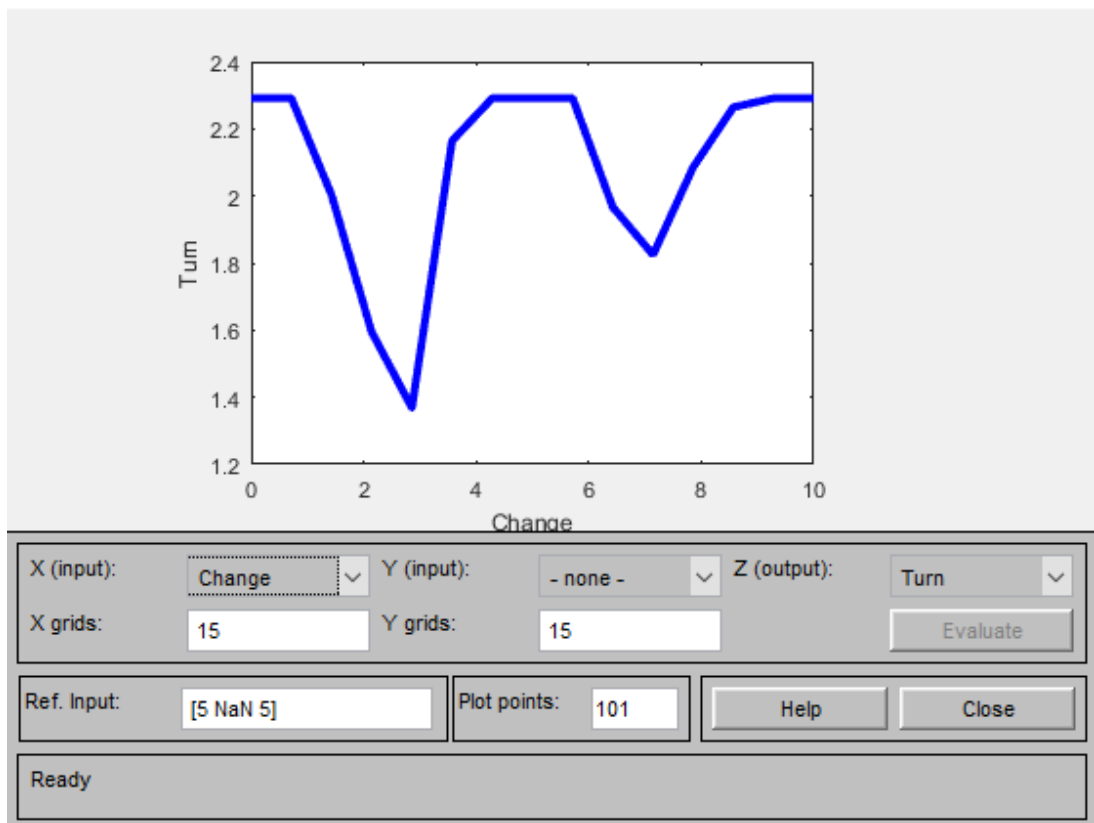 2.4
2.2
2
1.8
1.6
1.4
1.2
Turn
0 2 4 6 8 10
Change
X (input): Change Y (input): - none - Z (output): Turn
X grids: 15 Y grids: 15 Evaluate
Ref. Input: [5 NaN 5] Plot points: 101 Help Close
Ready